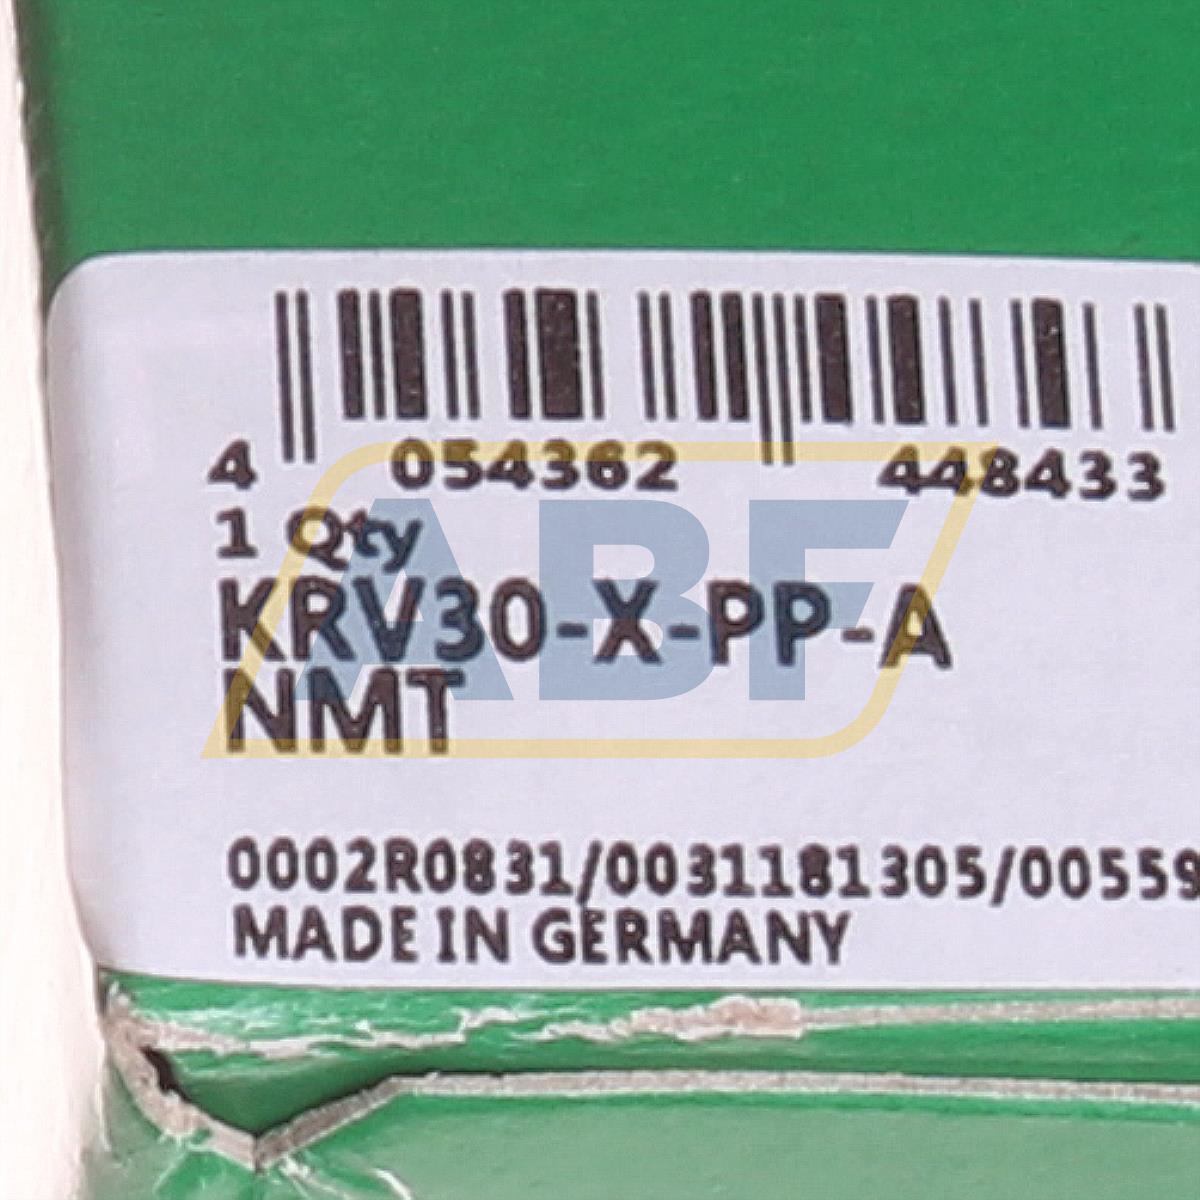 4 054362 448433
1 Qty
KRV30-X-PP-A
NMT
ABF
0002R0831/0031181305/00559
MADE IN GERMANY